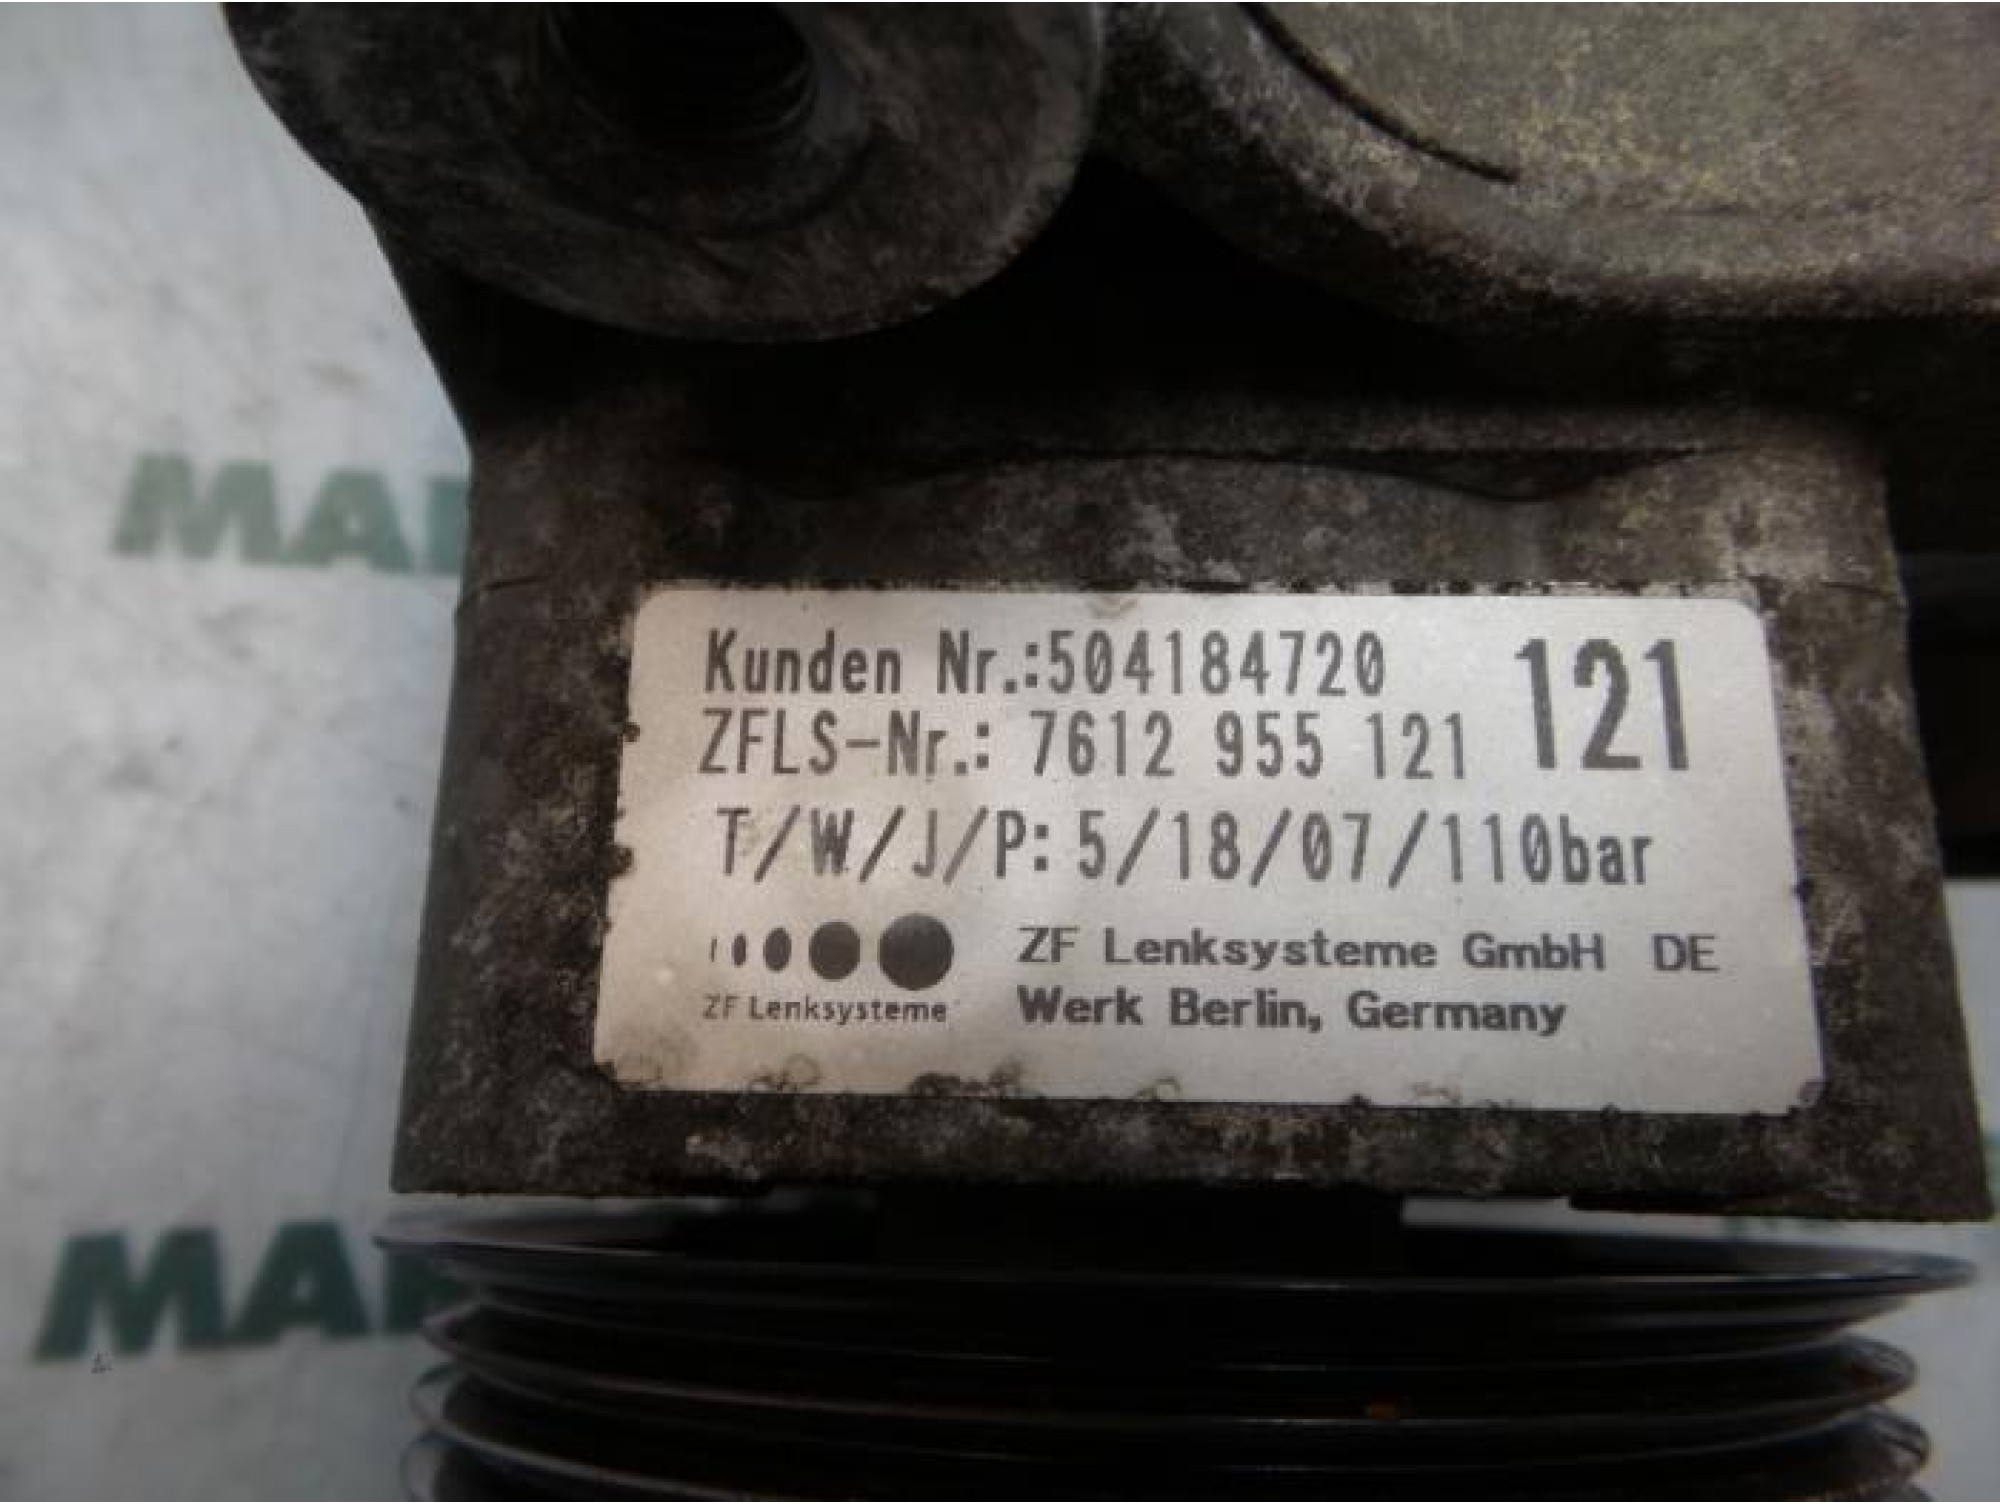 Kunden Nr.:504184720 121
ZFLS-Nr.: 7612 955 121
T/W/J/P: 5/18/07/110bar
ZF Lenksysteme GmbH DE
ZF Lenksysteme Werk Berlin, Germany